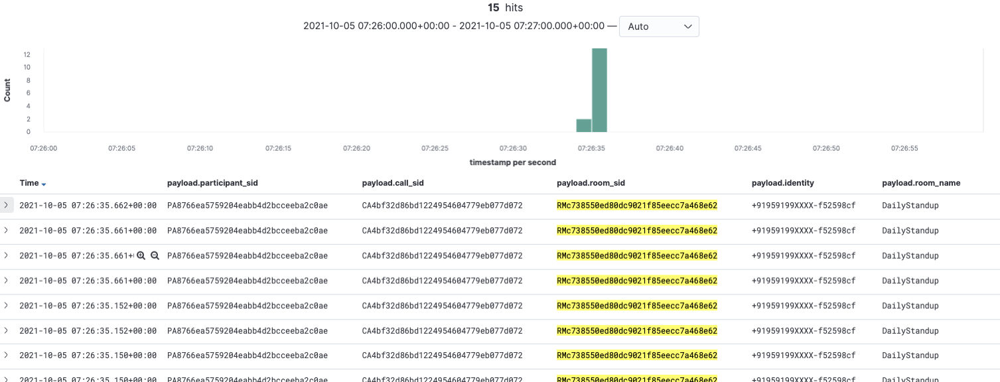 15 hits
2021-10-05 07:26:00.000+00:00 - 2021-10-05 07:27:00.000+00:00 — Auto
Count
12
10
8
6
4
2
0
07:26:00 07:26:05 07:26:10 07:26:15 07:26:20 07:26:25 07:26:30 07:26:35 07:26:40 07:26:45 07:26:50 07:26:55
timestamp per second
Time payload.participant_sid payload.call_sid payload.room_sid payload.identity payload.room_name
2021-10-05 07:26:35.662+00:00 PA8766ea5759204eabb4d2bcceeba2c0ae CA4bf32d86bd1224954604779eb077d072 RMc738550ed80dc9021f85eecc7a468e62 +91959199XXXX-f52598cf DailyStandup
2021-10-05 07:26:35.661+00:00 PA8766ea5759204eabb4d2bcceeba2c0ae CA4bf32d86bd1224954604779eb077d072 RMc738550ed80dc9021f85eecc7a468e62 +91959199XXXX-f52598cf DailyStandup
2021-10-05 07:26:35.661+ PA8766ea5759204eabb4d2bcceeba2c0ae CA4bf32d86bd1224954604779eb077d072 RMc738550ed80dc9021f85eecc7a468e62 +91959199XXXX-f52598cf DailyStandup
2021-10-05 07:26:35.661+00:00 PA8766ea5759204eabb4d2bcceeba2c0ae CA4bf32d86bd1224954604779eb077d072 RMc738550ed80dc9021f85eecc7a468e62 +91959199XXXX-f52598cf DailyStandup
2021-10-05 07:26:35.152+00:00 PA8766ea5759204eabb4d2bcceeba2c0ae CA4bf32d86bd1224954604779eb077d072 RMc738550ed80dc9021f85eecc7a468e62 +91959199XXXX-f52598cf DailyStandup
2021-10-05 07:26:35.152+00:00 PA8766ea5759204eabb4d2bcceeba2c0ae CA4bf32d86bd1224954604779eb077d072 RMc738550ed80dc9021f85eecc7a468e62 +91959199XXXX-f52598cf DailyStandup
2021-10-05 07:26:35.150+00:00 PA8766ea5759204eabb4d2bcceeba2c0ae CA4bf32d86bd1224954604779eb077d072 RMc738550ed80dc9021f85eecc7a468e62 +91959199XXXX-f52598cf DailyStandup
2021-10-05 07:26:35.150+00:00 PA8766ea5759204eabb4d2bcceeba2c0ae CA4bf32d86bd1224954604779eb077d072 RMc738550ed80dc9021f85eecc7a468e62 +91959199XXXX-f52598cf DailyStandup